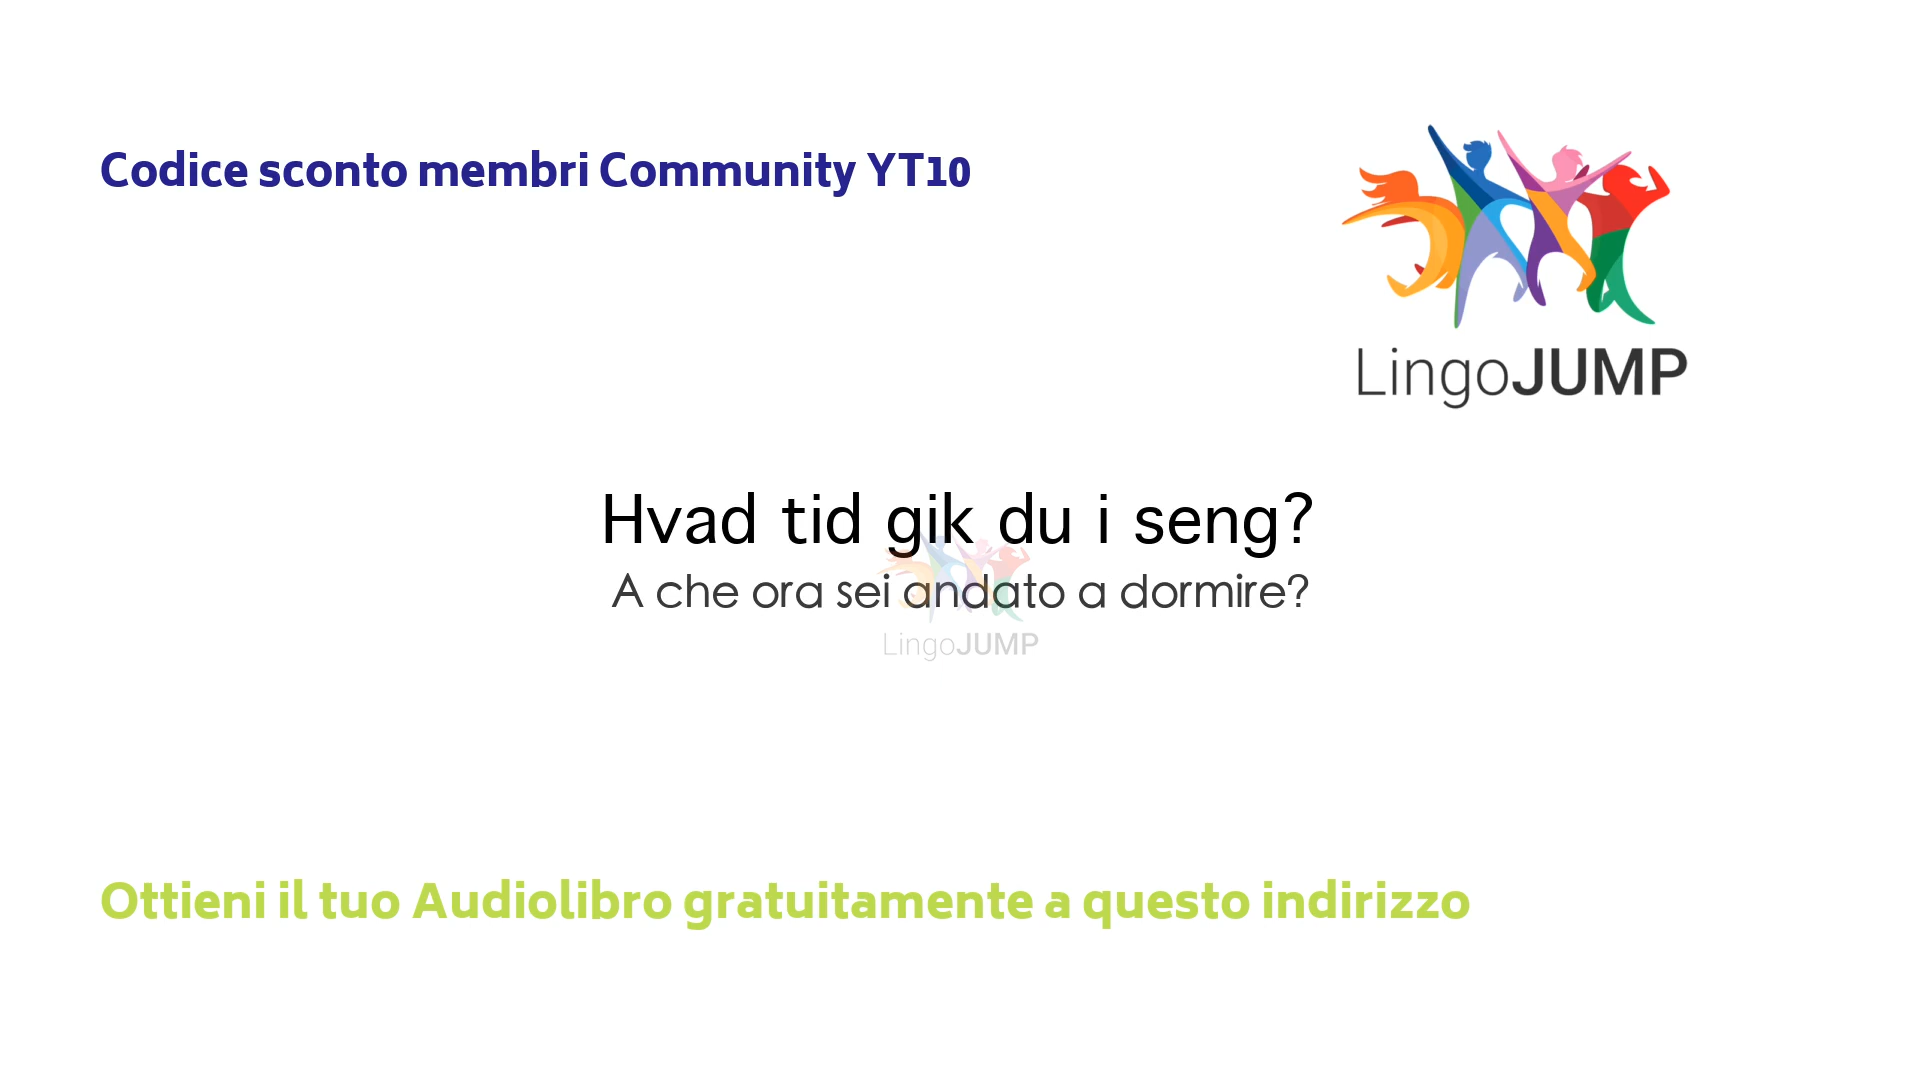 Codice sconto membri Community YT10
LingoJUMP
Hvad tid gik du i seng?
A che ora sei andato a dormire?
LingoJUMP
Ottieni il tuo Audiolibro gratuitamente a questo indirizzo